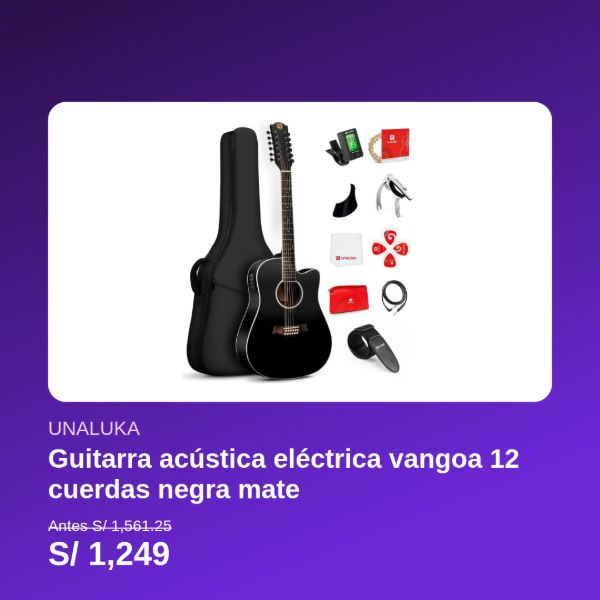 UNALUKA
Guitarra acústica eléctrica vangoa 12
cuerdas negra mate
Antes S/ 1,561.25
S/ 1,249